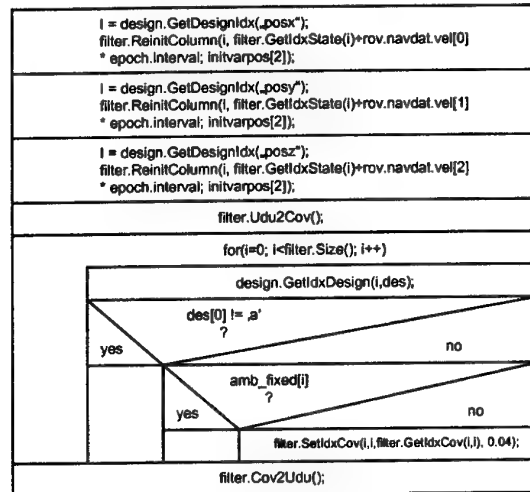 I = design.GetDesignIdx(„posx“);
filter.ReinitColumn(i, filter.GetIdxState(i)+rov.navdat.vel[0]
* epoch.interval; initvarpos[2]);
I = design.GetDesignIdx(„posy“);
filter.ReinitColumn(i, filter.GetIdxState(i)+rov.navdat.vel[1]
* epoch.interval; initvarpos[2]);
I = design.GetDesignIdx(„posz“);
filter.ReinitColumn(i, filter.GetIdxState(i)+rov.navdat.vel[2]
* epoch.interval; initvarpos[2]);
filter.Udu2Cov();
for(i=0; i<filter.Size(); i++)
design.GetIdxDesign(i,des);
des[0] != ‚a'
?
yes
no
amb_fixed[i]
?
yes
no
filter.SetIdxCov(i,i,filter.GetIdxCov(i,i), 0.04);
filter.Cov2Udu();